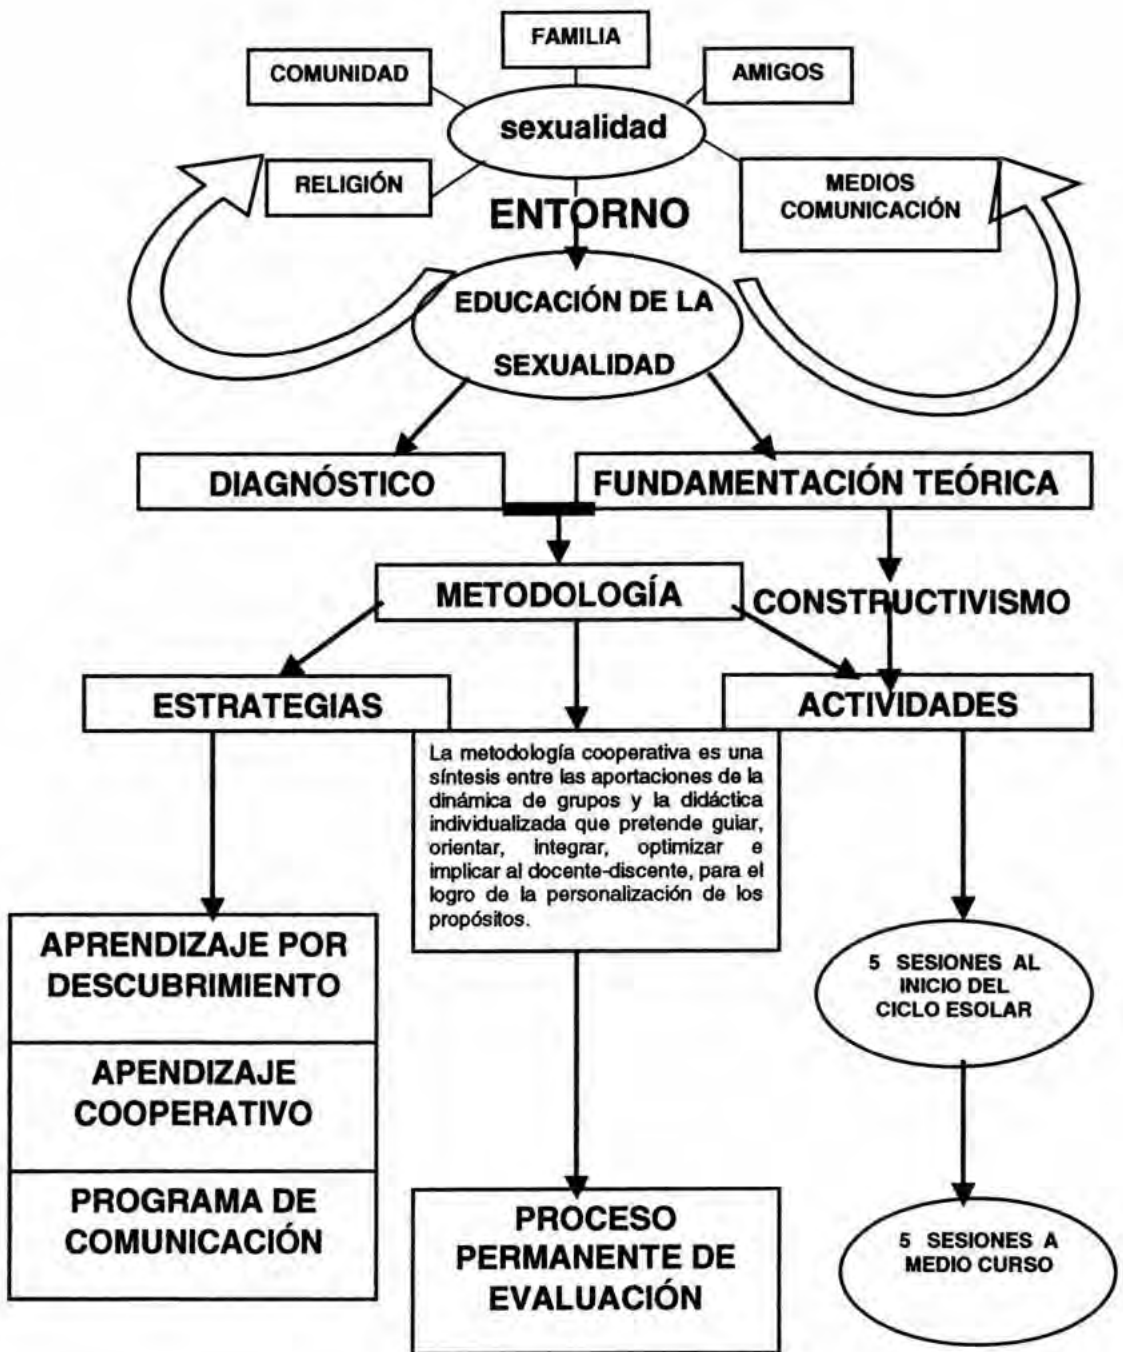 FAMILIA
COMUNIDAD
AMIGOS
sexualidad
RELIGIÓN
MEDIOS
COMUNICACIÓN
ENTORNO
EDUCACIÓN DE LA
SEXUALIDAD
DIAGNÓSTICO
FUNDAMENTACIÓN TEÓRICA
METODOLOGÍA
CONSTRUCTIVISMO
ESTRATEGIAS
ACTIVIDADES
La metodología cooperativa es una
síntesis entre las aportaciones de la
dinámica de grupos y la didáctica
individualizada que pretende guiar,
orientar, integrar, optimizar e
implicar al docente-discente, para el
logro de la personalización de los
propósitos.
APRENDIZAJE POR
DESCUBRIMIENTO
APENDIZAJE
COOPERATIVO
PROGRAMA DE
COMUNICACIÓN
5 SESIONES AL
INICIO DEL
CICLO ESOLAR
PROCESO
PERMANENTE DE
EVALUACIÓN
5 SESIONES A
MEDIO CURSO